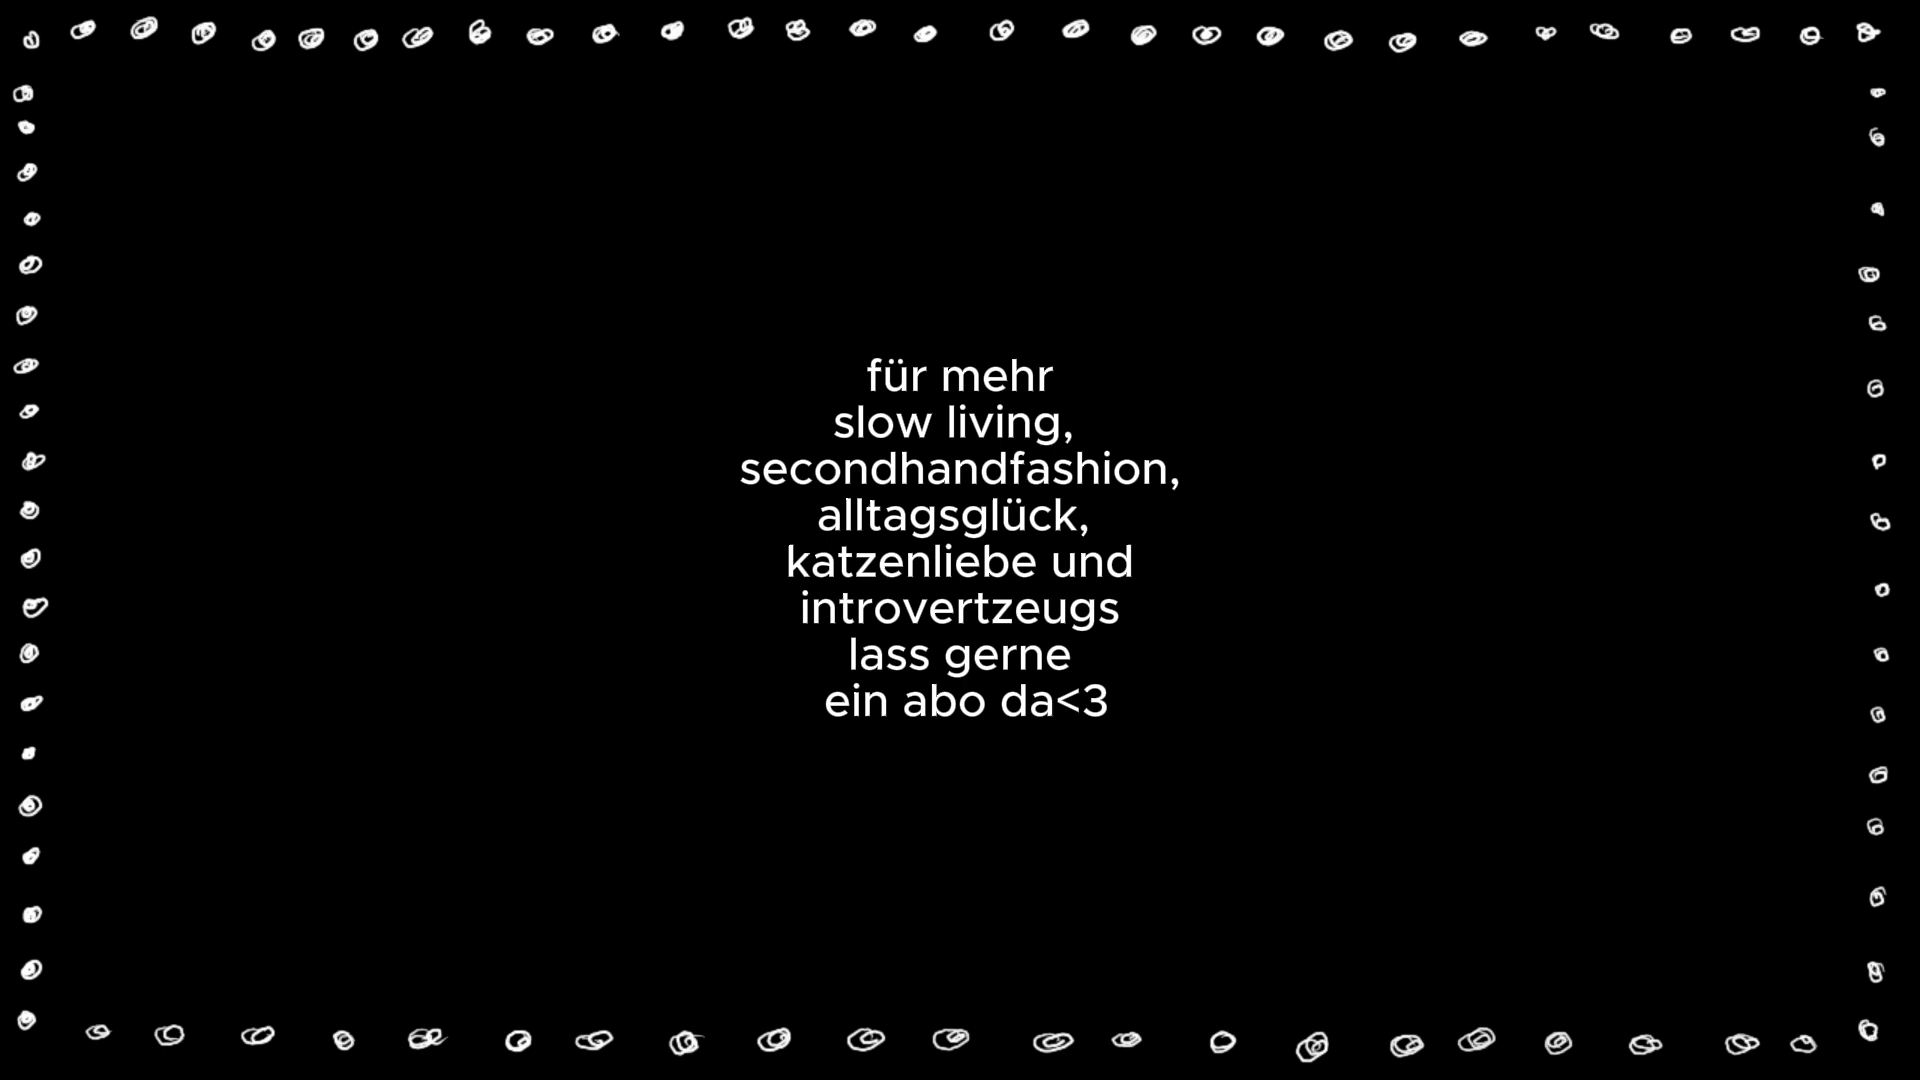 für mehr
slow living,
secondhandfashion,
alltagsglück,
katzenliebe und
introvertzeugs
lass gerne
ein abo da<3